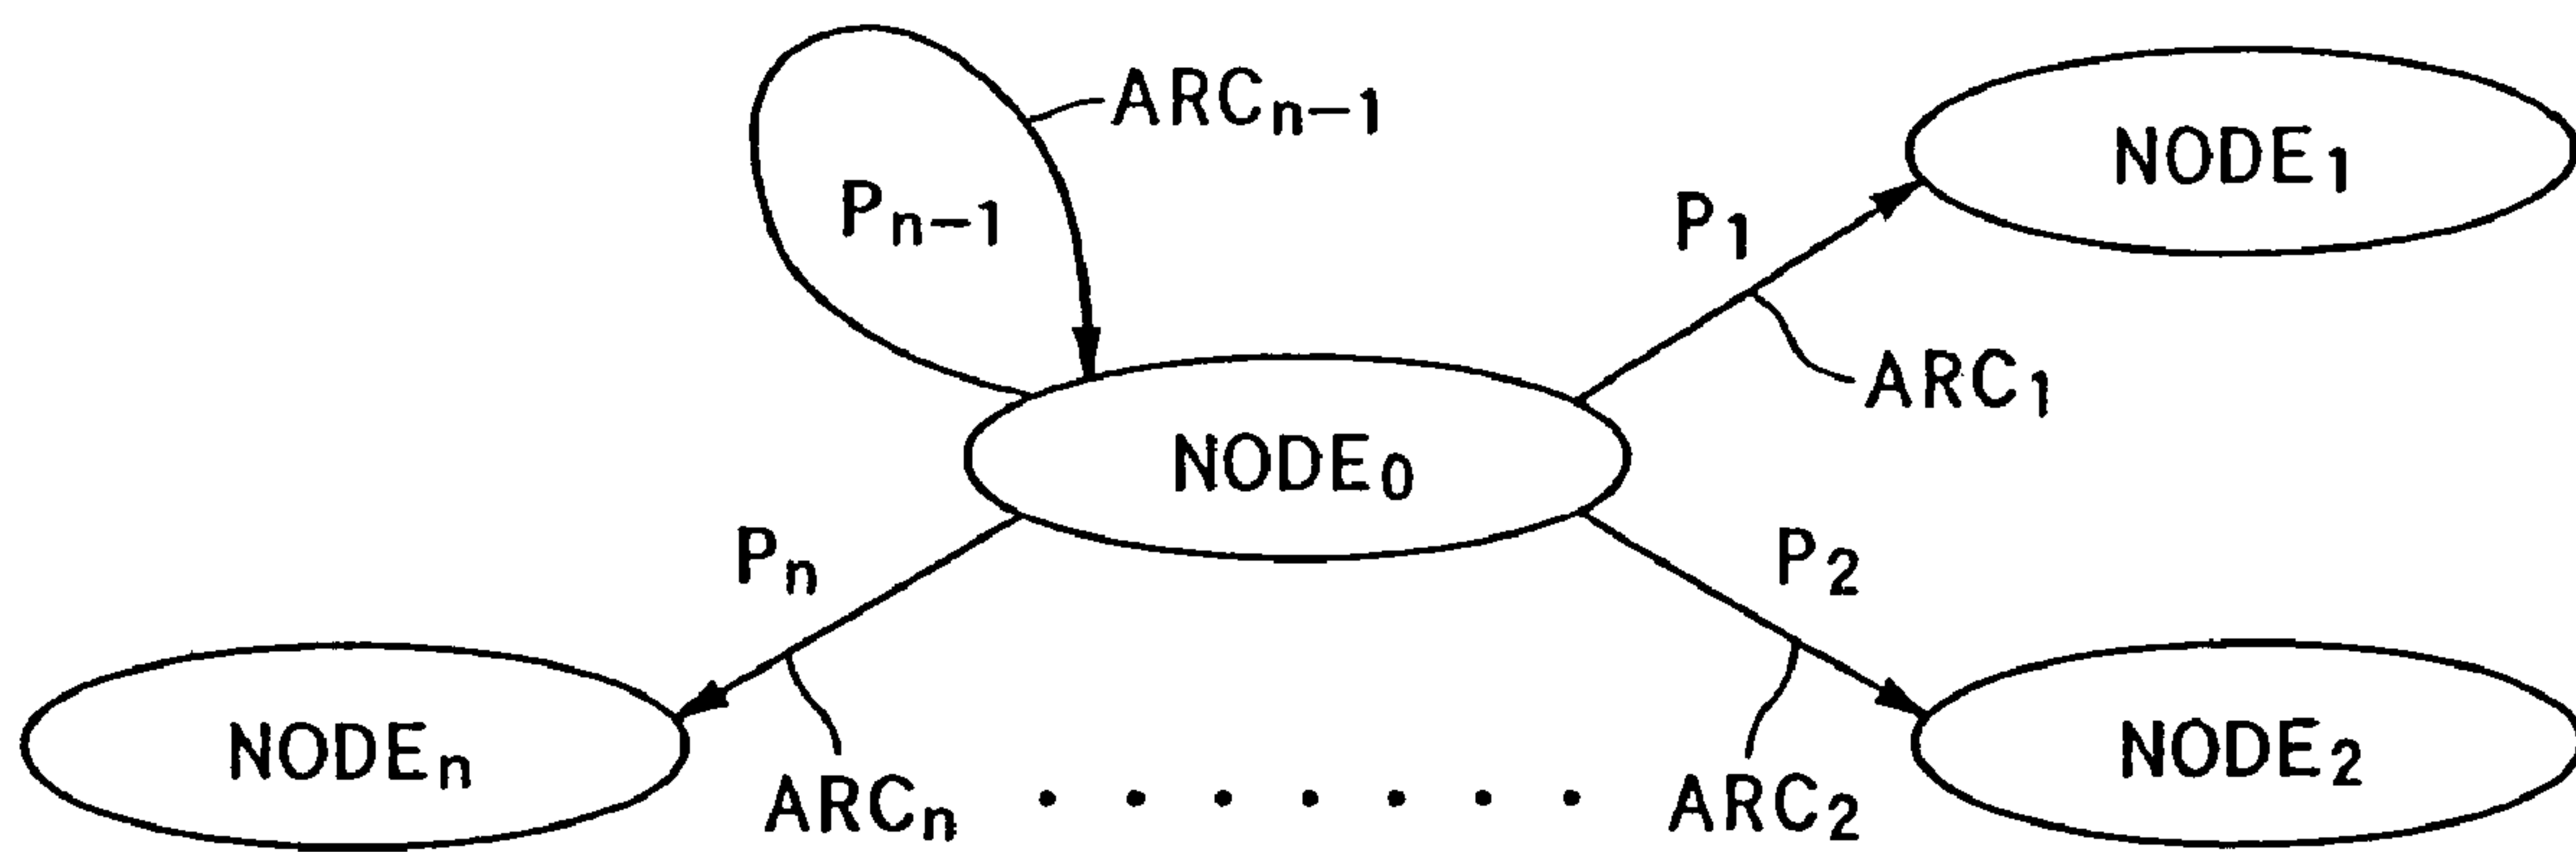 ARCn−1
NODE1
Pn−1
P1
ARC1
NODE0
Pn
P2
NODEn
NODE2
ARCn . . . . . . . ARC2